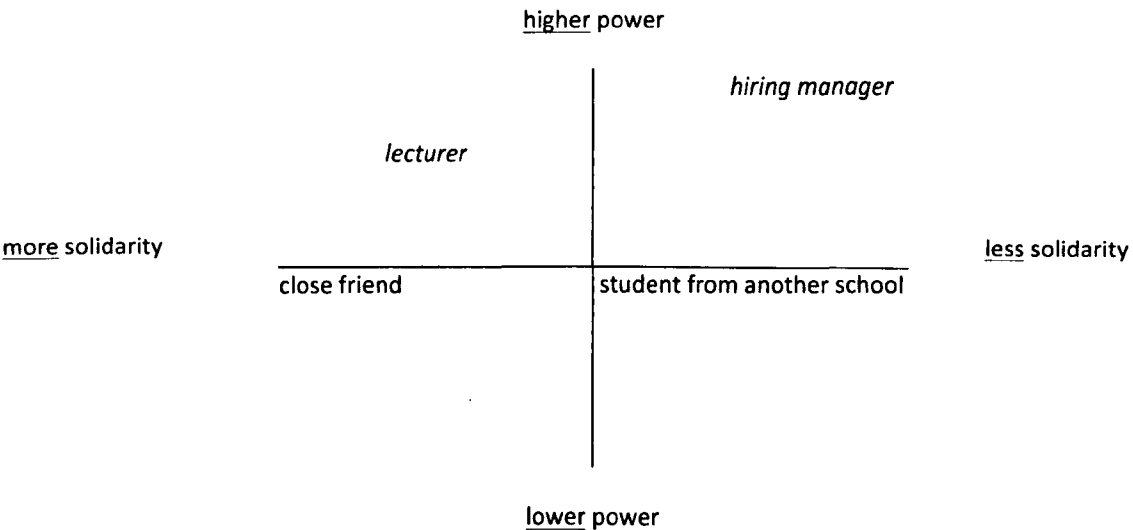 higher power
hiring manager
lecturer
more solidarity
less solidarity
close friend
student from another school
lower power